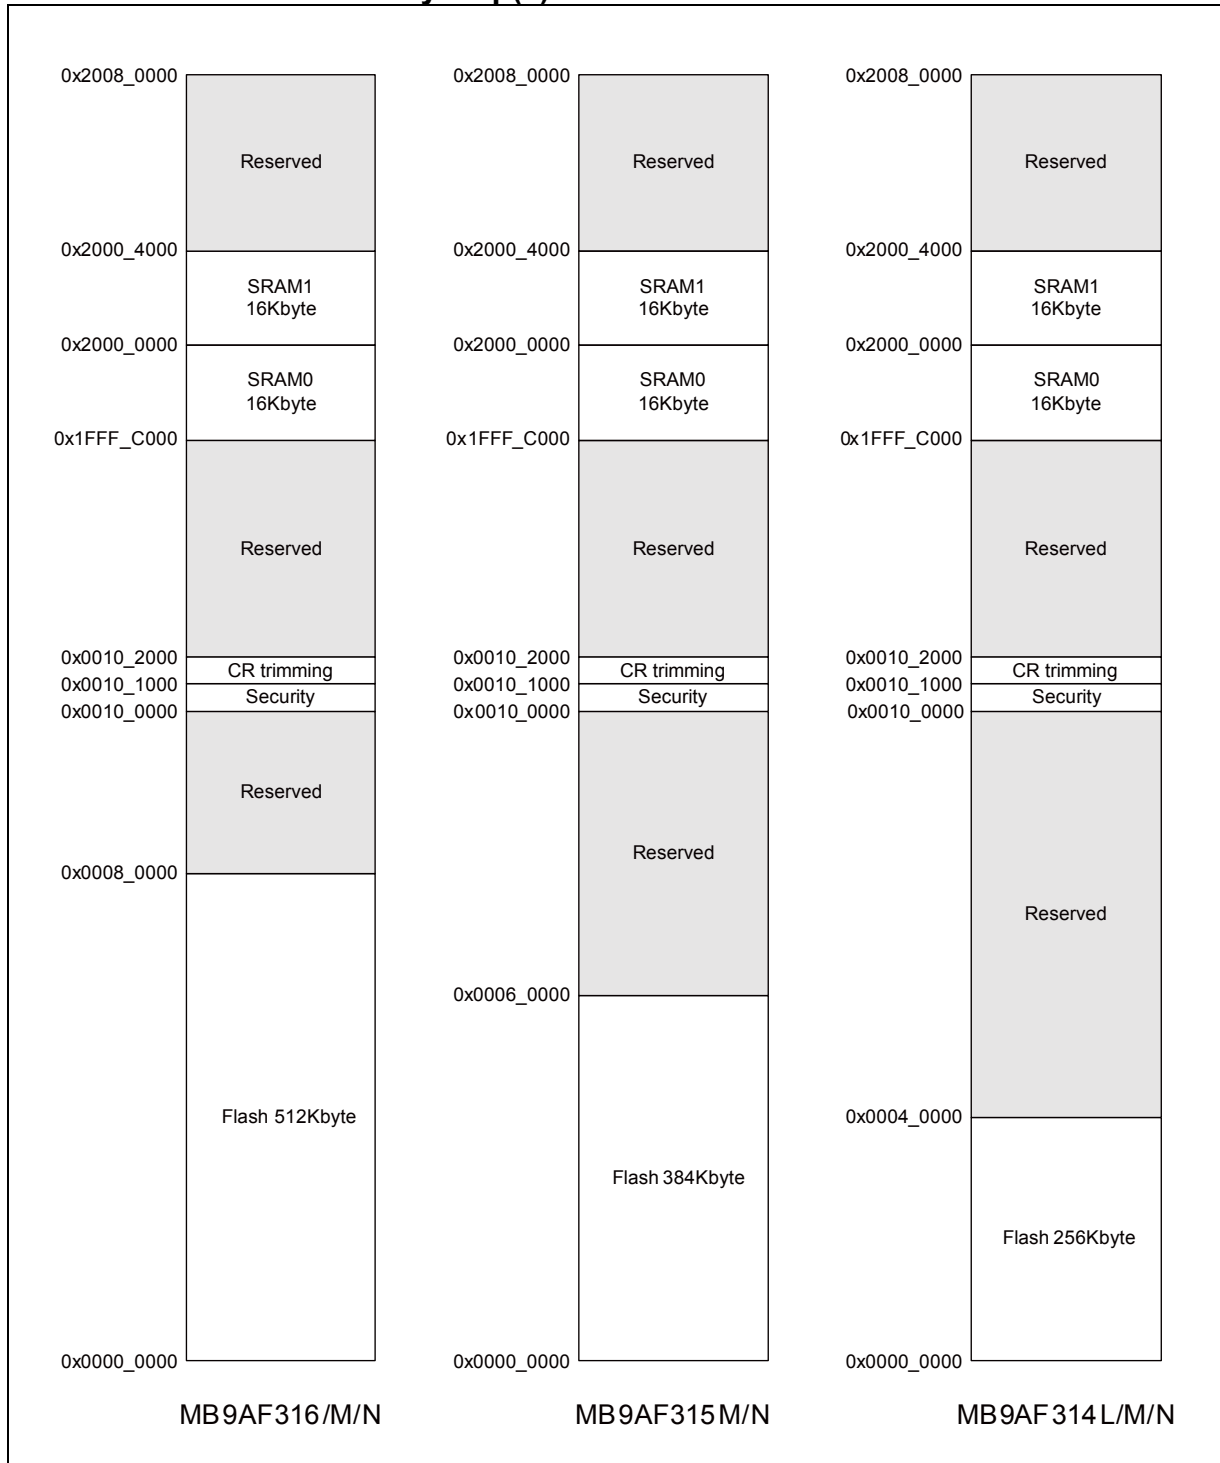 0x2008_0000
Reserved
0x2000_4000
SRAM1
16Kbyte
0x2000_0000
SRAM0
16Kbyte
0x1FFF_C000
Reserved
0x0010_2000
CR trimming
0x0010_1000
Security
0x0010_0000
Reserved
0x0008_0000
Flash 512Kbyte
0x0000_0000
MB9AF316/M/N
0x2008_0000
Reserved
0x2000_4000
SRAM1
16Kbyte
0x2000_0000
SRAM0
16Kbyte
0x1FFF_C000
Reserved
0x0010_2000
CR trimming
0x0010_1000
Security
0x0010_0000
Reserved
0x0006_0000
Flash 384Kbyte
0x0000_0000
MB9AF315M/N
0x2008_0000
Reserved
0x2000_4000
SRAM1
16Kbyte
0x2000_0000
SRAM0
16Kbyte
0x1FFF_C000
Reserved
0x0010_2000
CR trimming
0x0010_1000
Security
0x0010_0000
Reserved
0x0004_0000
Flash 256Kbyte
0x0000_0000
MB9AF314L/M/N